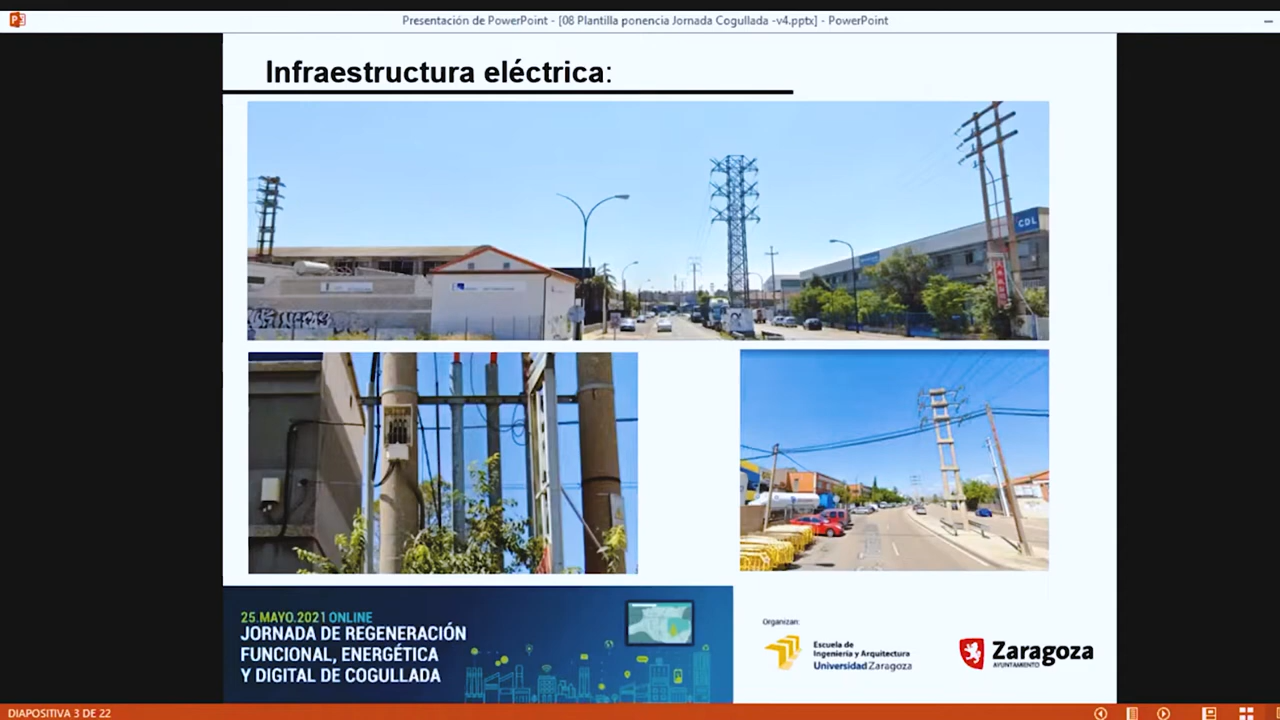 Presentación de PowerPoint - [08 Plantilla ponencia Jornada Cogullada -v4.pptx] - PowerPoint
Infraestructura eléctrica:
CDL
25.MAYO.2021 ONLINE
JORNADA DE REGENERACIÓN
FUNCIONAL, ENERGÉTICA
Y DIGITAL DE COGULLADA
Organizan:
Escuela de
Ingeniería y Arquitectura
Universidad Zaragoza
Zaragoza
AYUNTAMIENTO
DIAPOSITIVA 3 DE 22